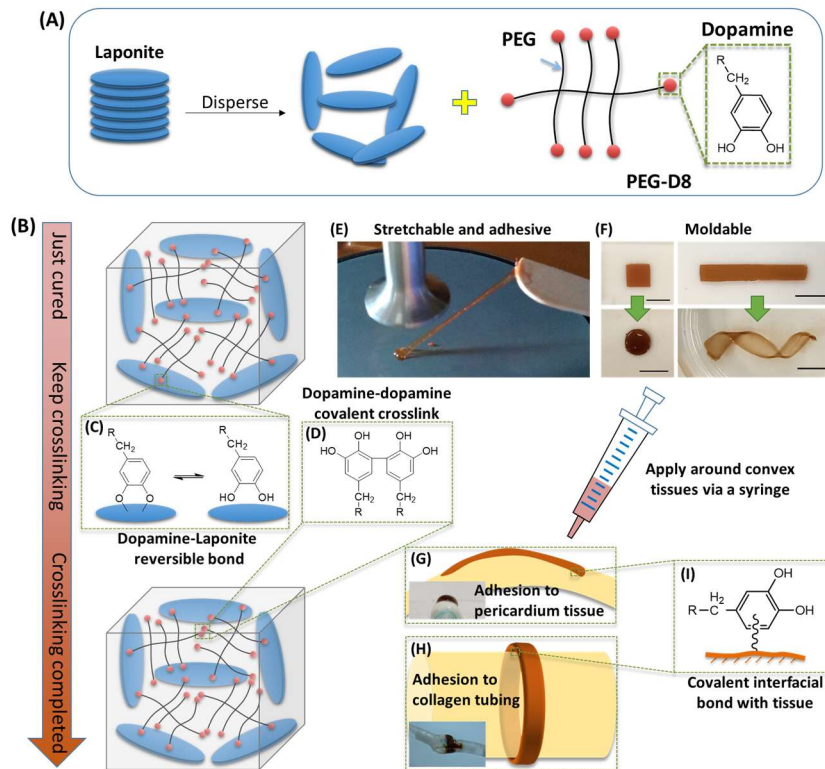 (A)
Laponite
Disperse
PEG
PEG-D8
Dopamine
R
CH2
HO
OH
(B)
Just cured
Keep crosslinking
Crosslinking completed
(E)
Stretchable and adhesive
(F)
Moldable
(C)
R
CH2
O
O
R
CH2
HO
OH
Dopamine-Laponite
reversible bond
Dopamine-dopamine
covalent crosslink
(D)
OH
OH
HO
OH
CH2
CH2
R
R
Apply around convex
tissues via a syringe
(G)
Adhesion to
pericardium tissue
(H)
Adhesion to
collagen tubing
(I)
OH
H2
R-C
OH
Covalent interfacial
bond with tissue